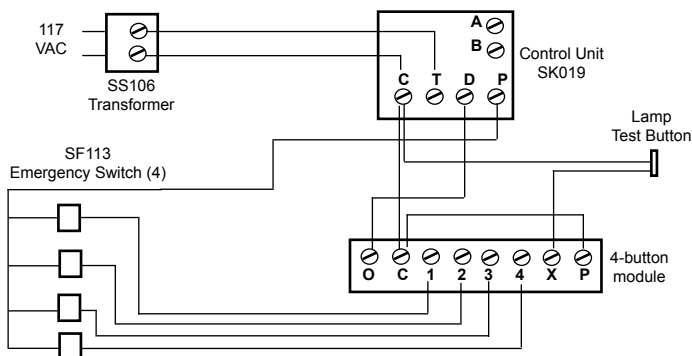 117
VAC
SS106
Transformer
A
B
C T D P
Control Unit
SK019
Lamp
Test Button
SF113
Emergency Switch (4)
O C 1 2 3 4 X P
4-button
module